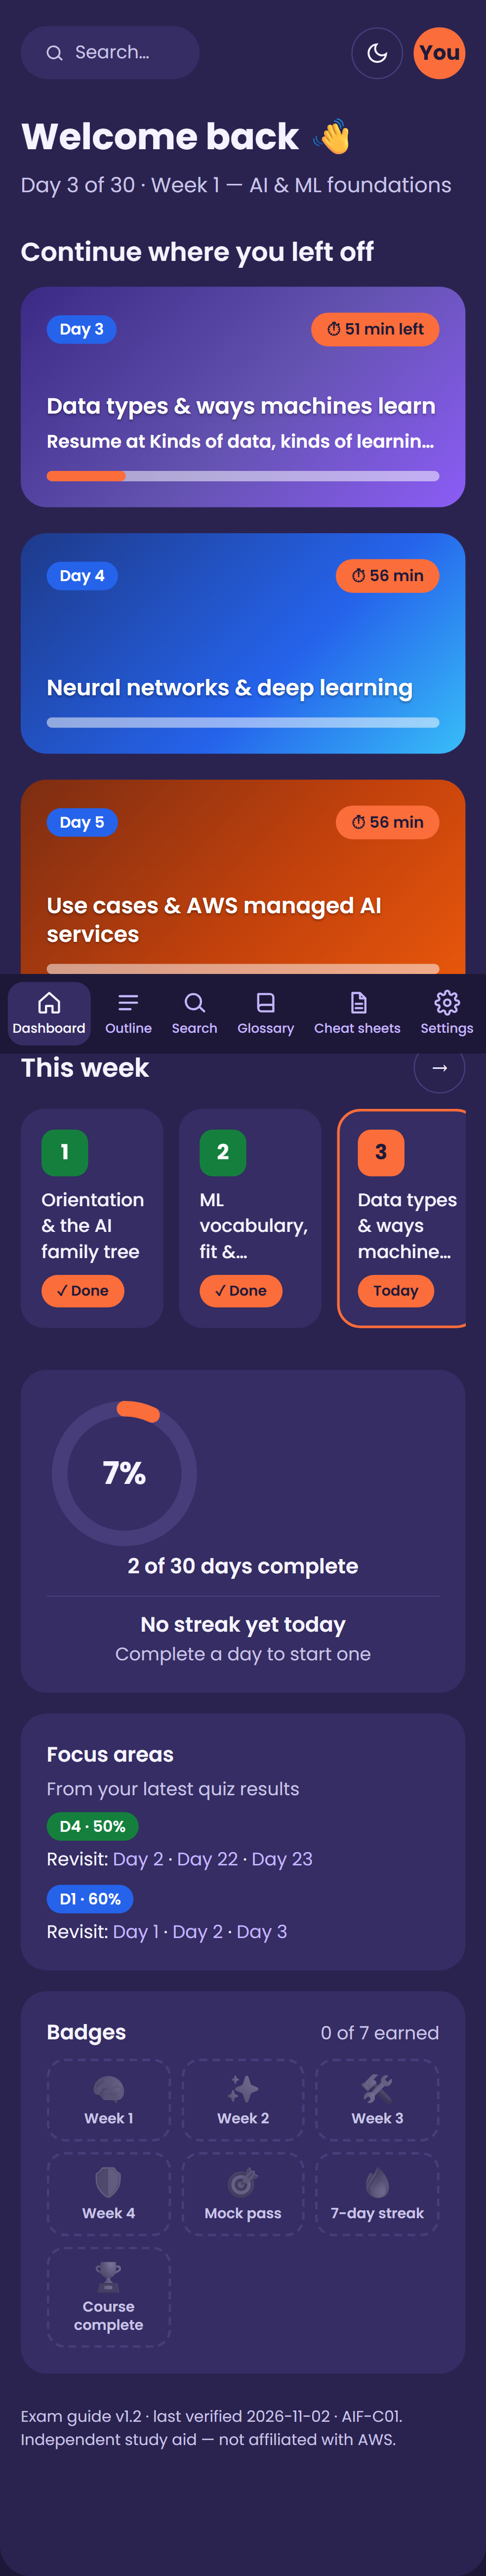 Search...
You
Welcome back 👋
Day 3 of 30 · Week 1 — AI & ML foundations
Continue where you left off
Day 3
⏱ 51 min left
Data types & ways machines learn
Resume at Kinds of data, kinds of learnin...
Day 4
⏱ 56 min
Neural networks & deep learning
Day 5
⏱ 56 min
Use cases & AWS managed AI
services
Dashboard
Outline
Search
Glossary
Cheat sheets
Settings
This week
→
1
Orientation
& the AI
family tree
✓ Done
2
ML
vocabulary,
fit &...
✓ Done
3
Data types
& ways
machine...
Today
7%
2 of 30 days complete
No streak yet today
Complete a day to start one
Focus areas
From your latest quiz results
D4 · 50%
Revisit: Day 2 · Day 22 · Day 23
D1 · 60%
Revisit: Day 1 · Day 2 · Day 3
Badges
0 of 7 earned
Week 1
Week 2
Week 3
Week 4
Mock pass
7-day streak
Course
complete
Exam guide v1.2 · last verified 2026-11-02 · AIF-C01.
Independent study aid — not affiliated with AWS.